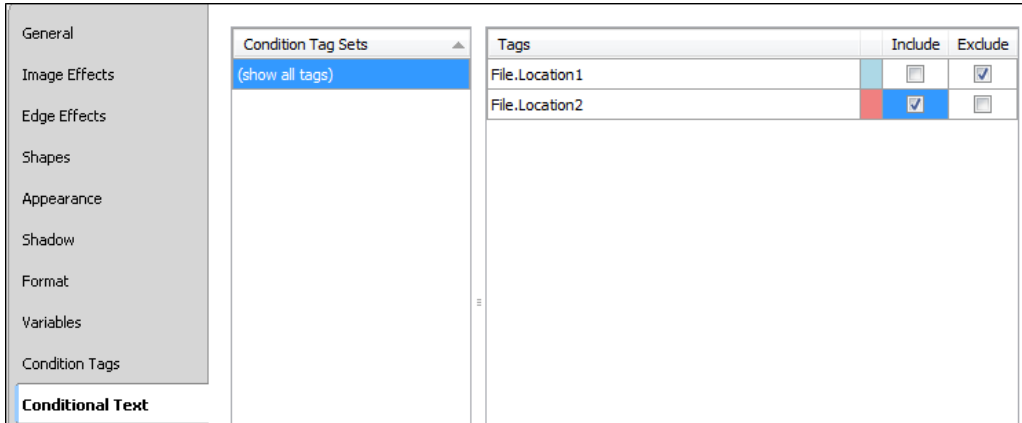 General
Image Effects
Edge Effects
Shapes
Appearance
Shadow
Format
Variables
Condition Tags
Conditional Text
Condition Tag Sets
(show all tags)
Tags Include Exclude
File.Location1
File.Location2